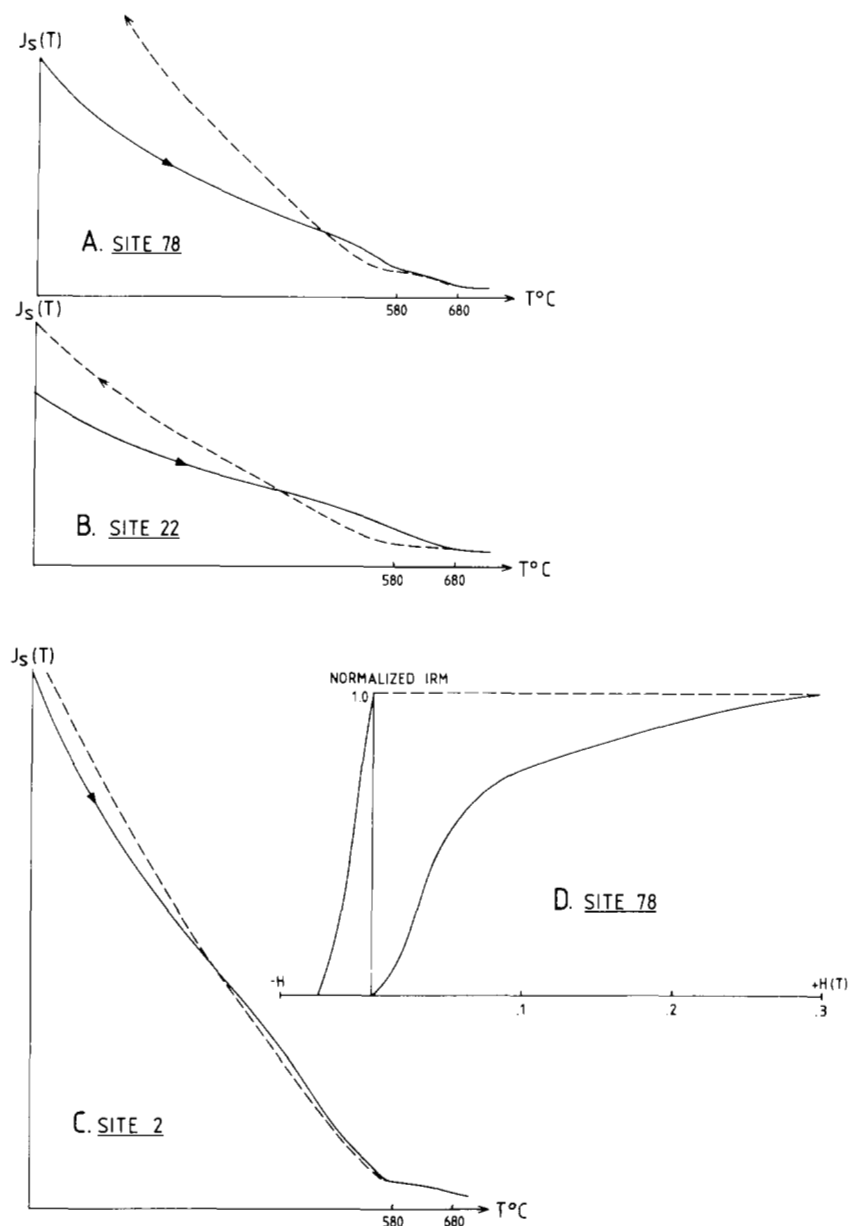 Js(T)
A. SITE 78
T°C
580 680
Js(T)
B. SITE 22
T°C
580 680
Js(T)
NORMALIZED IRM
1.0
D. SITE 78
-H
+H(T)
.1 .2 .3
C. SITE 2
T°C
580 680